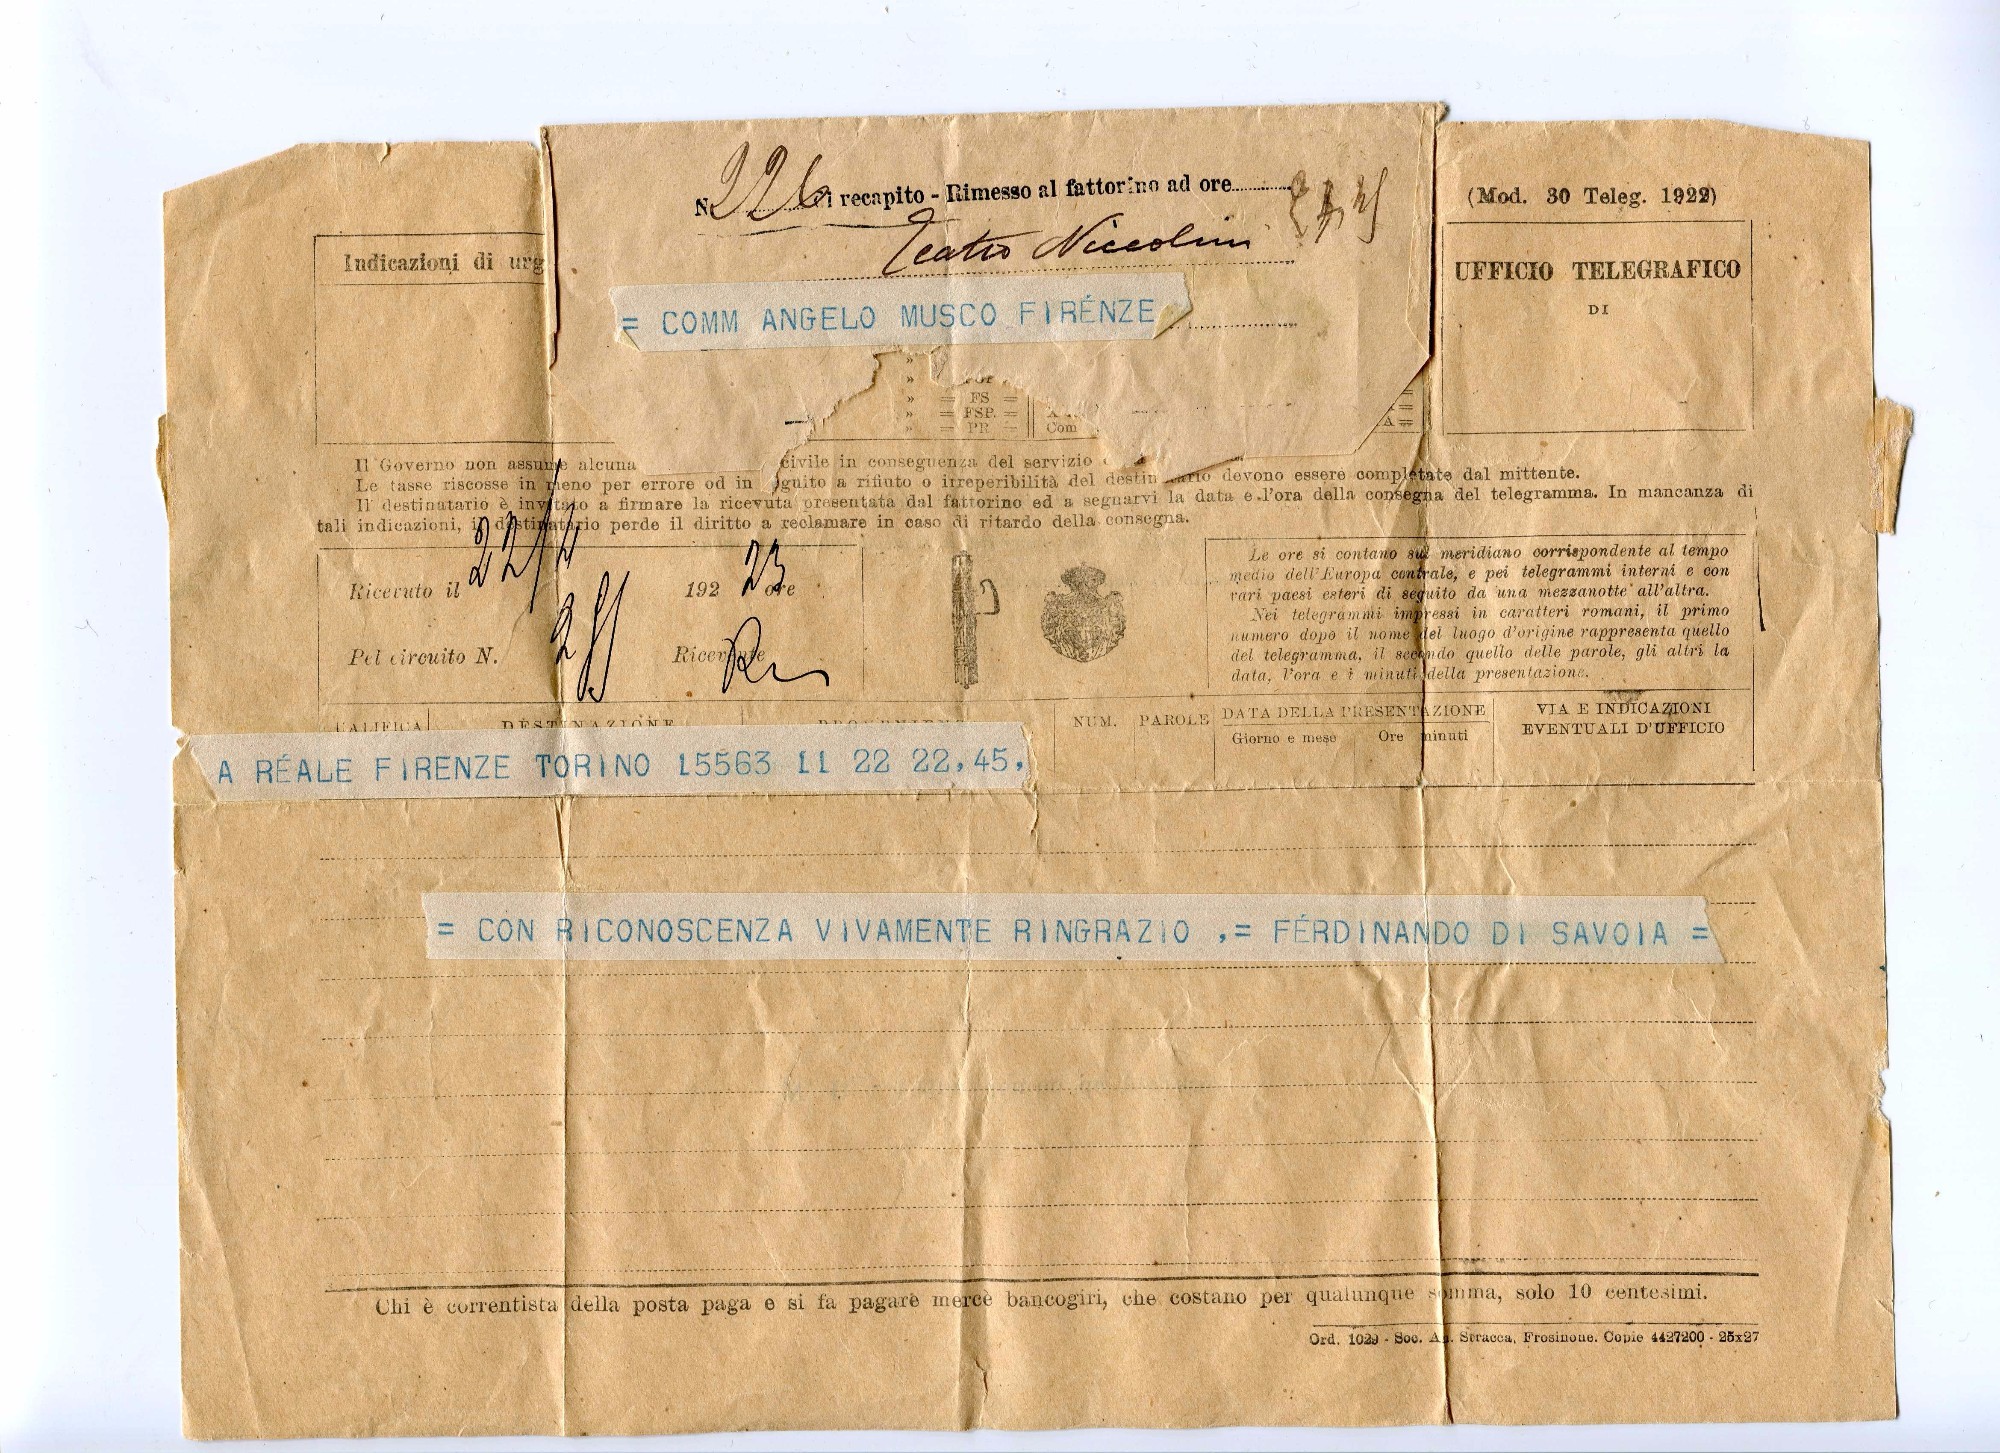 N. 226 di recapito - Rimesso al fattorino ad ore
Teatro Niccolini
= COMM ANGELO MUSCO FIRÉNZE
(Mod. 30 Teleg. 1922)
Indicazioni di urg
UFFICIO TELEGRAFICO
DI
» = FS =
» = FSP. =
» = PR =
Com
A =
Il Governo non assume alcuna civile in conseguenza del servizio
Le tasse riscosse in meno per errore od in seguito a rifiuto o irreperibilità del destinatario devono essere completate dal mittente.
Il destinatario è invitato a firmare la ricevuta presentata dal fattorino ed a segnarvi la data e l'ora della consegna del telegramma. In mancanza di
tali indicazioni, il destinatario perde il diritto a reclamare in caso di ritardo della consegna.
Ricevuto il 22/ 192 ore 23
Pel circuito N. Ricevente
Le ore si contano sul meridiano corrispondente al tempo
medio dell'Europa centrale, e pei telegrammi interni e con
vari paesi esteri di seguito da una mezzanotte all'altra.
Nei telegrammi impressi in caratteri romani, il primo
numero dopo il nome del luogo d'origine rappresenta quello
del telegramma, il secondo quello delle parole, gli altri la
data, l'ora e i minuti della presentazione.
QUALIFICA DESTINAZIONE PROVENIENZA NUM. PAROLE DATA DELLA PRESENTAZIONE VIA E INDICAZIONI
Giorno e mese Ore minuti EVENTUALI D'UFFICIO
A RÉALE FIRENZE TORINO 15563 11 22 22,45,
= CON RICONOSCENZA VIVAMENTE RINGRAZIO ,= FÉRDINANDO DI SAVOIA =
Chi è correntista della posta paga e si fa pagare mercè bancogiri, che costano per qualunque somma, solo 10 centesimi.
Ord. 1029 - Soc. An. Stracca, Frosinone. Copie 4427200 - 25x27